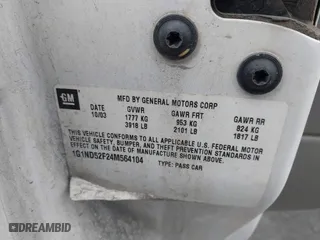 GM
MFD BY GENERAL MOTORS CORP
DATE GVWR GAWR FRT GAWR RR
10/03 1777 KG 953 KG 824 KG
3918 LB 2101 LB 1817 LB
THIS VEHICLE CONFORMS TO ALL APPLICABLE U.S. FEDERAL MOTOR
VEHICLE SAFETY, BUMPER, AND THEFT PREVENTION STANDARDS IN
EFFECT ON THE DATE OF MANUFACTURE SHOWN ABOVE.
1G1ND52F24M564104 TYPE: PASS CAR
AUTOHISTORY